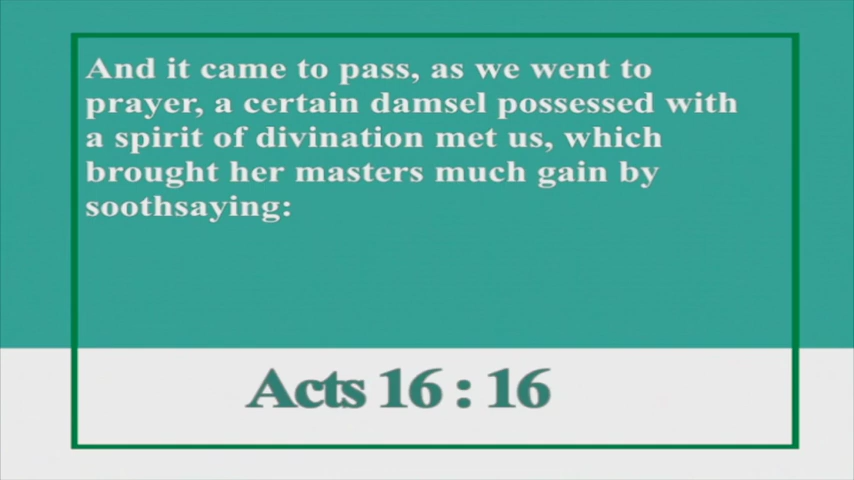 And it came to pass, as we went to
prayer, a certain damsel possessed with
a spirit of divination met us, which
brought her masters much gain by
soothsaying:
Acts 16 : 16